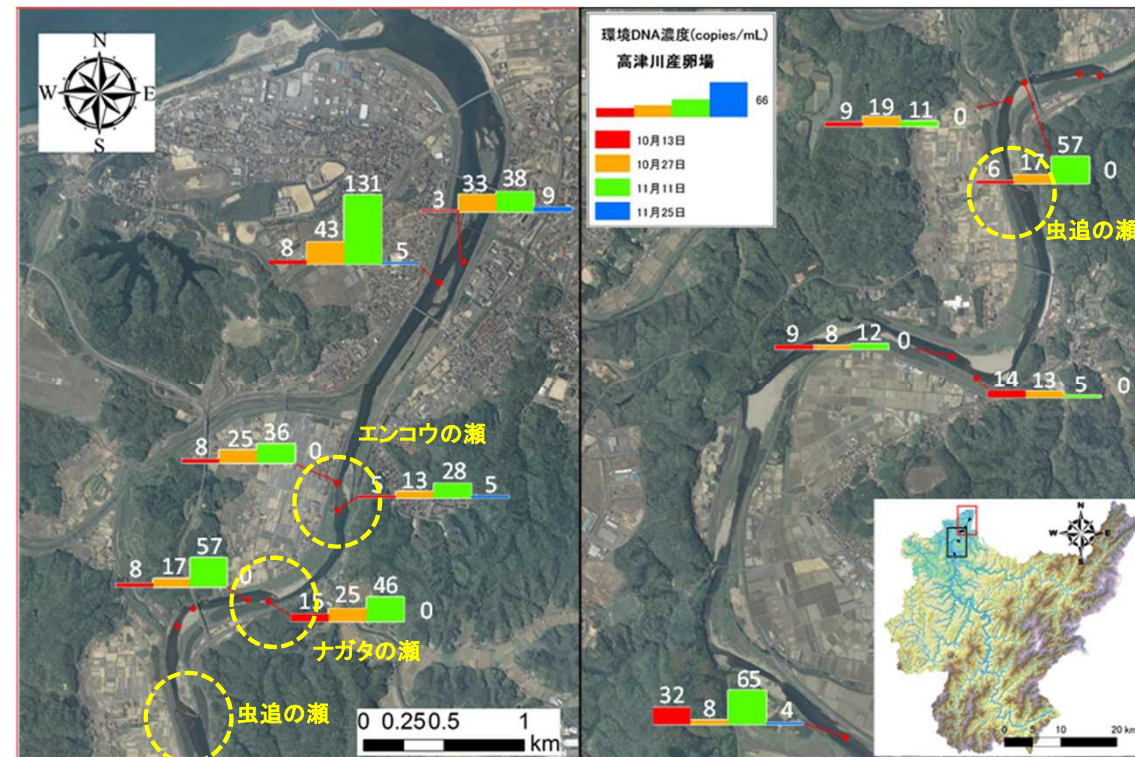 N
W E
S
131
43
8
5
33
38
3
9
エンコウの瀬
8
25
36
0
5
13
28
5
8
17
57
0
15
25
46
0
ナガタの瀬
虫追の瀬
0 0.25 0.5 1
km
環境DNA濃度(copies/mL)
高津川産卵場
66
10月13日
10月27日
11月11日
11月25日
9
19
11
0
6
17
57
0
虫追の瀬
9
8
12
0
14
13
5
0
32
8
65
4
N
W E
S
0 5 10 20 km